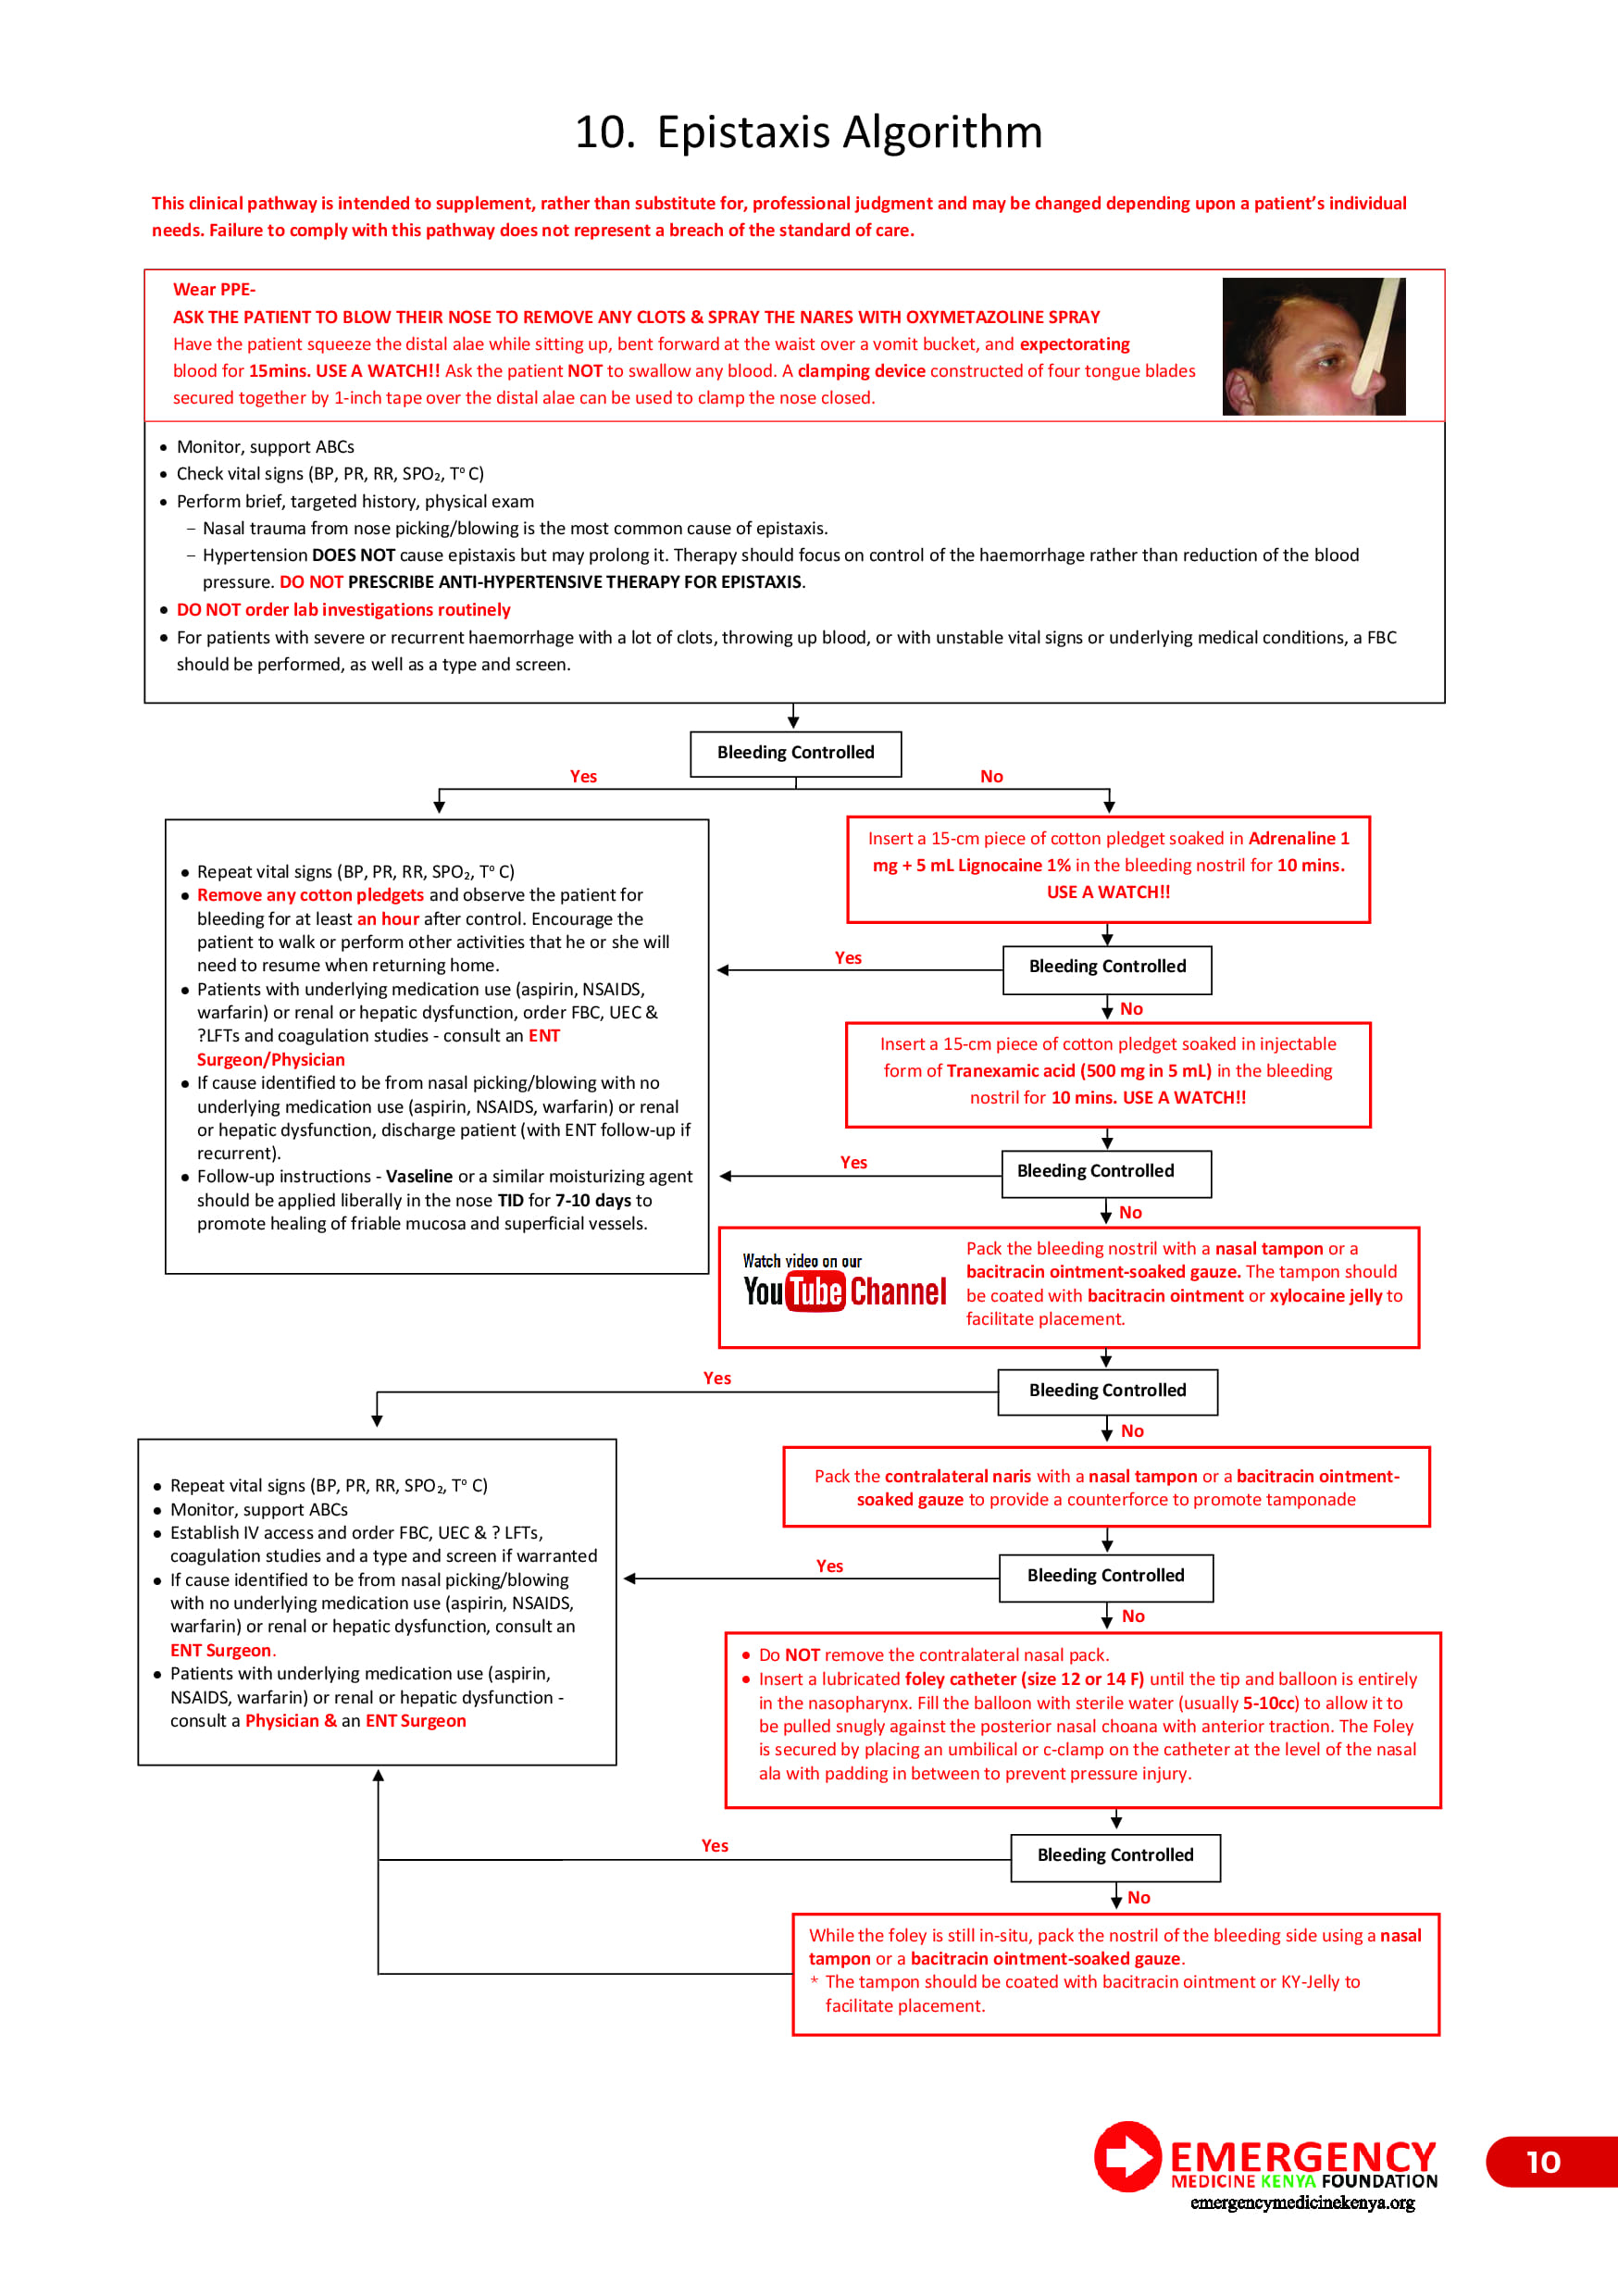 10. Epistaxis Algorithm
This clinical pathway is intended to supplement, rather than substitute for, professional judgment and may be changed depending upon a patient’s individual
needs. Failure to comply with this pathway does not represent a breach of the standard of care.
Wear PPE-
ASK THE PATIENT TO BLOW THEIR NOSE TO REMOVE ANY CLOTS & SPRAY THE NARES WITH OXYMETAZOLINE SPRAY
Have the patient squeeze the distal alae while sitting up, bent forward at the waist over a vomit bucket, and expectorating
blood for 15mins. USE A WATCH!! Ask the patient NOT to swallow any blood. A clamping device constructed of four tongue blades
secured together by 1-inch tape over the distal alae can be used to clamp the nose closed.
• Monitor, support ABCs
• Check vital signs (BP, PR, RR, SPO₂, T⁰ C)
• Perform brief, targeted history, physical exam
− Nasal trauma from nose picking/blowing is the most common cause of epistaxis.
− Hypertension DOES NOT cause epistaxis but may prolong it. Therapy should focus on control of the haemorrhage rather than reduction of the blood
pressure. DO NOT PRESCRIBE ANTI-HYPERTENSIVE THERAPY FOR EPISTAXIS.
• DO NOT order lab investigations routinely
• For patients with severe or recurrent haemorrhage with a lot of clots, throwing up blood, or with unstable vital signs or underlying medical conditions, a FBC
should be performed, as well as a type and screen.
Bleeding Controlled
Yes
No
• Repeat vital signs (BP, PR, RR, SPO₂, T⁰ C)
• Remove any cotton pledgets and observe the patient for
bleeding for at least an hour after control. Encourage the
patient to walk or perform other activities that he or she will
need to resume when returning home.
• Patients with underlying medication use (aspirin, NSAIDS,
warfarin) or renal or hepatic dysfunction, order FBC, UEC &
?LFTs and coagulation studies - consult an ENT
Surgeon/Physician
• If cause identified to be from nasal picking/blowing with no
underlying medication use (aspirin, NSAIDS, warfarin) or renal
or hepatic dysfunction, discharge patient (with ENT follow-up if
recurrent).
• Follow-up instructions - Vaseline or a similar moisturizing agent
should be applied liberally in the nose TID for 7-10 days to
promote healing of friable mucosa and superficial vessels.
Insert a 15-cm piece of cotton pledget soaked in Adrenaline 1
mg + 5 mL Lignocaine 1% in the bleeding nostril for 10 mins.
USE A WATCH!!
Bleeding Controlled
Yes
No
Insert a 15-cm piece of cotton pledget soaked in injectable
form of Tranexamic acid (500 mg in 5 mL) in the bleeding
nostril for 10 mins. USE A WATCH!!
Bleeding Controlled
Yes
No
Watch video on our
YouTube Channel
Pack the bleeding nostril with a nasal tampon or a
bacitracin ointment-soaked gauze. The tampon should
be coated with bacitracin ointment or xylocaine jelly to
facilitate placement.
Bleeding Controlled
Yes
No
• Repeat vital signs (BP, PR, RR, SPO₂, T⁰ C)
• Monitor, support ABCs
• Establish IV access and order FBC, UEC & ? LFTs,
coagulation studies and a type and screen if warranted
• If cause identified to be from nasal picking/blowing
with no underlying medication use (aspirin, NSAIDS,
warfarin) or renal or hepatic dysfunction, consult an
ENT Surgeon.
• Patients with underlying medication use (aspirin,
NSAIDS, warfarin) or renal or hepatic dysfunction -
consult a Physician & an ENT Surgeon
Pack the contralateral naris with a nasal tampon or a bacitracin ointment-
soaked gauze to provide a counterforce to promote tamponade
Bleeding Controlled
Yes
No
• Do NOT remove the contralateral nasal pack.
• Insert a lubricated foley catheter (size 12 or 14 F) until the tip and balloon is entirely
in the nasopharynx. Fill the balloon with sterile water (usually 5-10cc) to allow it to
be pulled snugly against the posterior nasal choana with anterior traction. The Foley
is secured by placing an umbilical or c-clamp on the catheter at the level of the nasal
ala with padding in between to prevent pressure injury.
Bleeding Controlled
Yes
No
While the foley is still in-situ, pack the nostril of the bleeding side using a nasal
tampon or a bacitracin ointment-soaked gauze.
* The tampon should be coated with bacitracin ointment or KY-Jelly to
facilitate placement.
EMERGENCY
MEDICINE KENYA FOUNDATION
emergencymedicinekenya.org
10